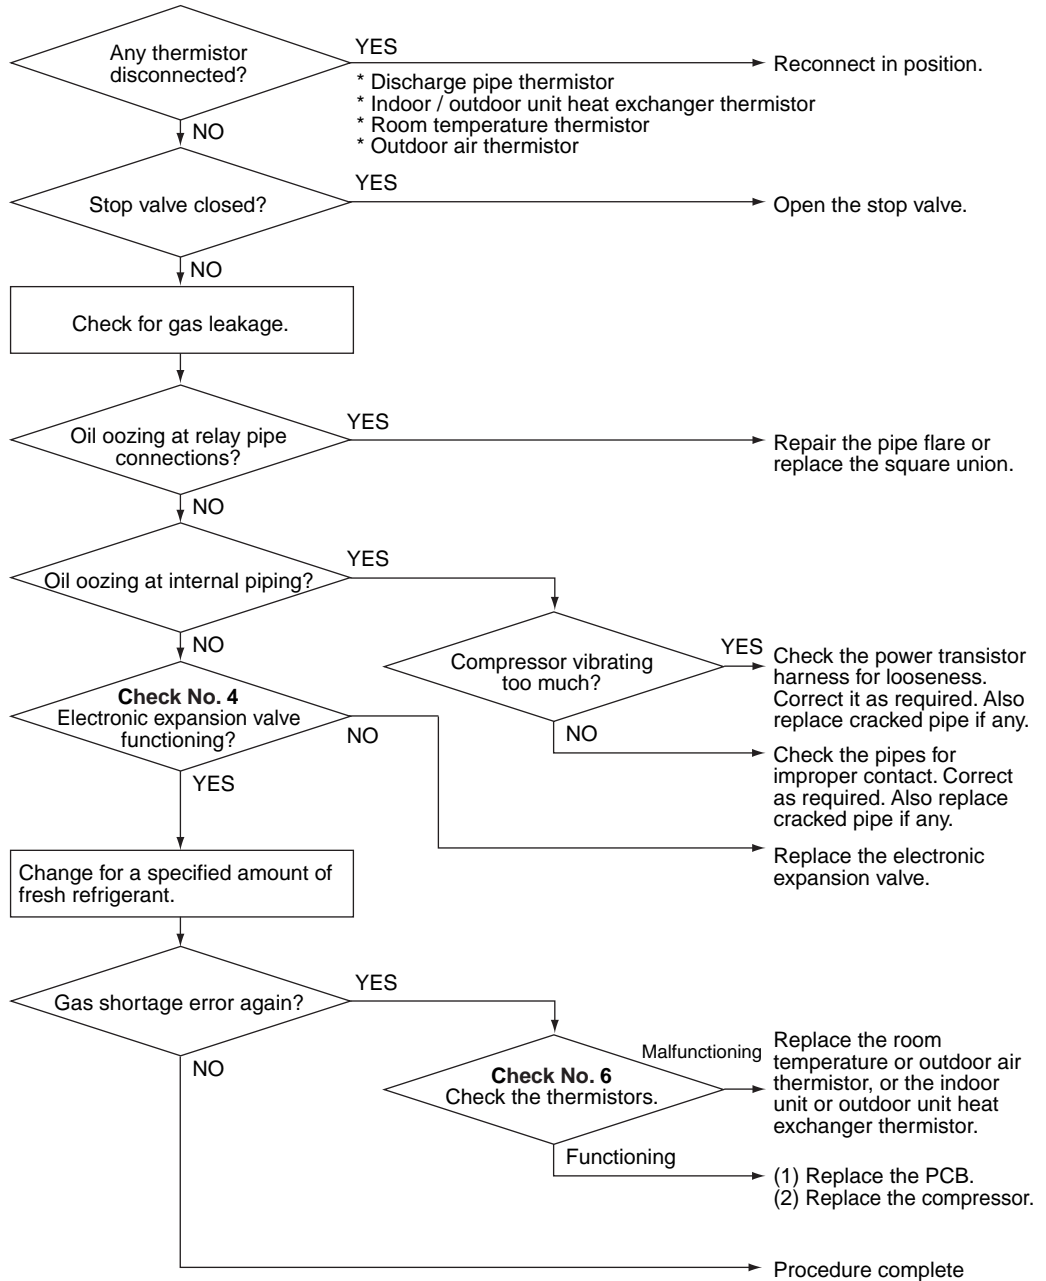 Any thermistor
disconnected?
YES
Reconnect in position.
* Discharge pipe thermistor
* Indoor / outdoor unit heat exchanger thermistor
* Room temperature thermistor
* Outdoor air thermistor
NO
Stop valve closed?
YES
Open the stop valve.
NO
Check for gas leakage.
Oil oozing at relay pipe
connections?
YES
Repair the pipe flare or
replace the square union.
NO
Oil oozing at internal piping?
YES
NO
Compressor vibrating
too much?
YES
Check the power transistor
harness for looseness.
Correct it as required. Also
replace cracked pipe if any.
NO
Check the pipes for
improper contact. Correct
as required. Also replace
cracked pipe if any.
Check No. 4
Electronic expansion valve
functioning?
NO
Replace the electronic
expansion valve.
YES
Change for a specified amount of
fresh refrigerant.
Gas shortage error again?
YES
Check No. 6
Check the thermistors.
Malfunctioning
Replace the room
temperature or outdoor air
thermistor, or the indoor
unit or outdoor unit heat
exchanger thermistor.
Functioning
(1) Replace the PCB.
(2) Replace the compressor.
NO
Procedure complete